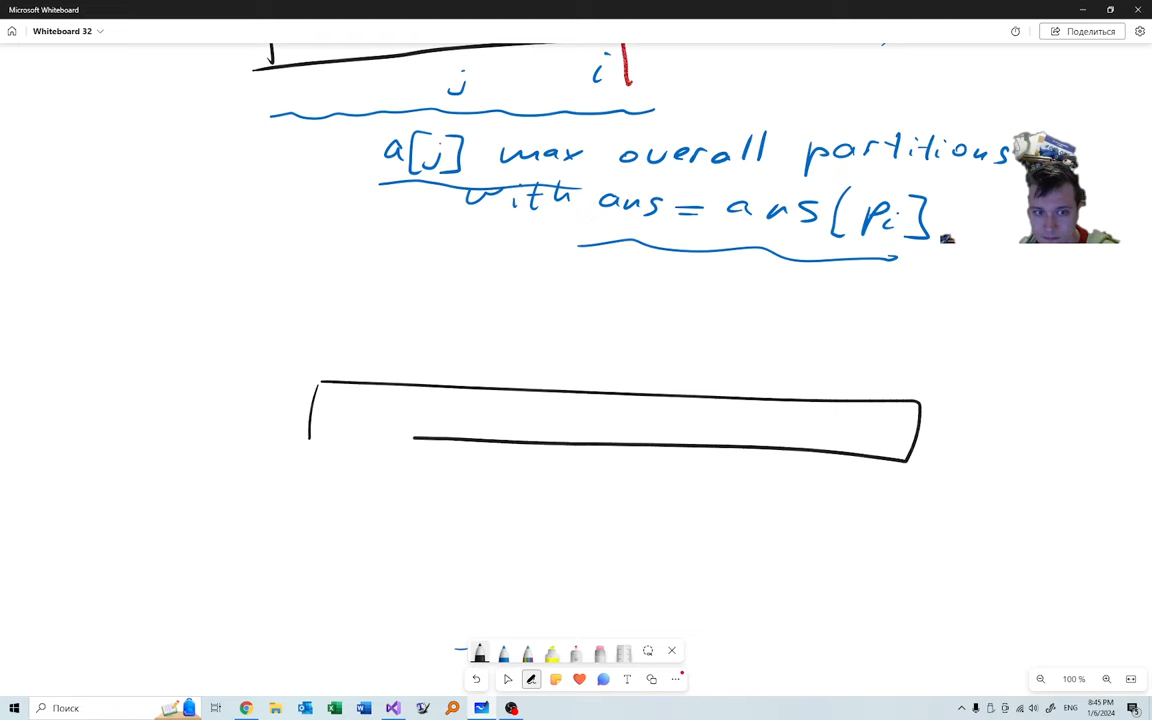 Microsoft Whiteboard
Whiteboard 32
Поделиться
j
i
a[j] max overall partitions
with ans = ans[pi]
100 %
Поиск
ENG
8:45 PM
1/6/2024
5